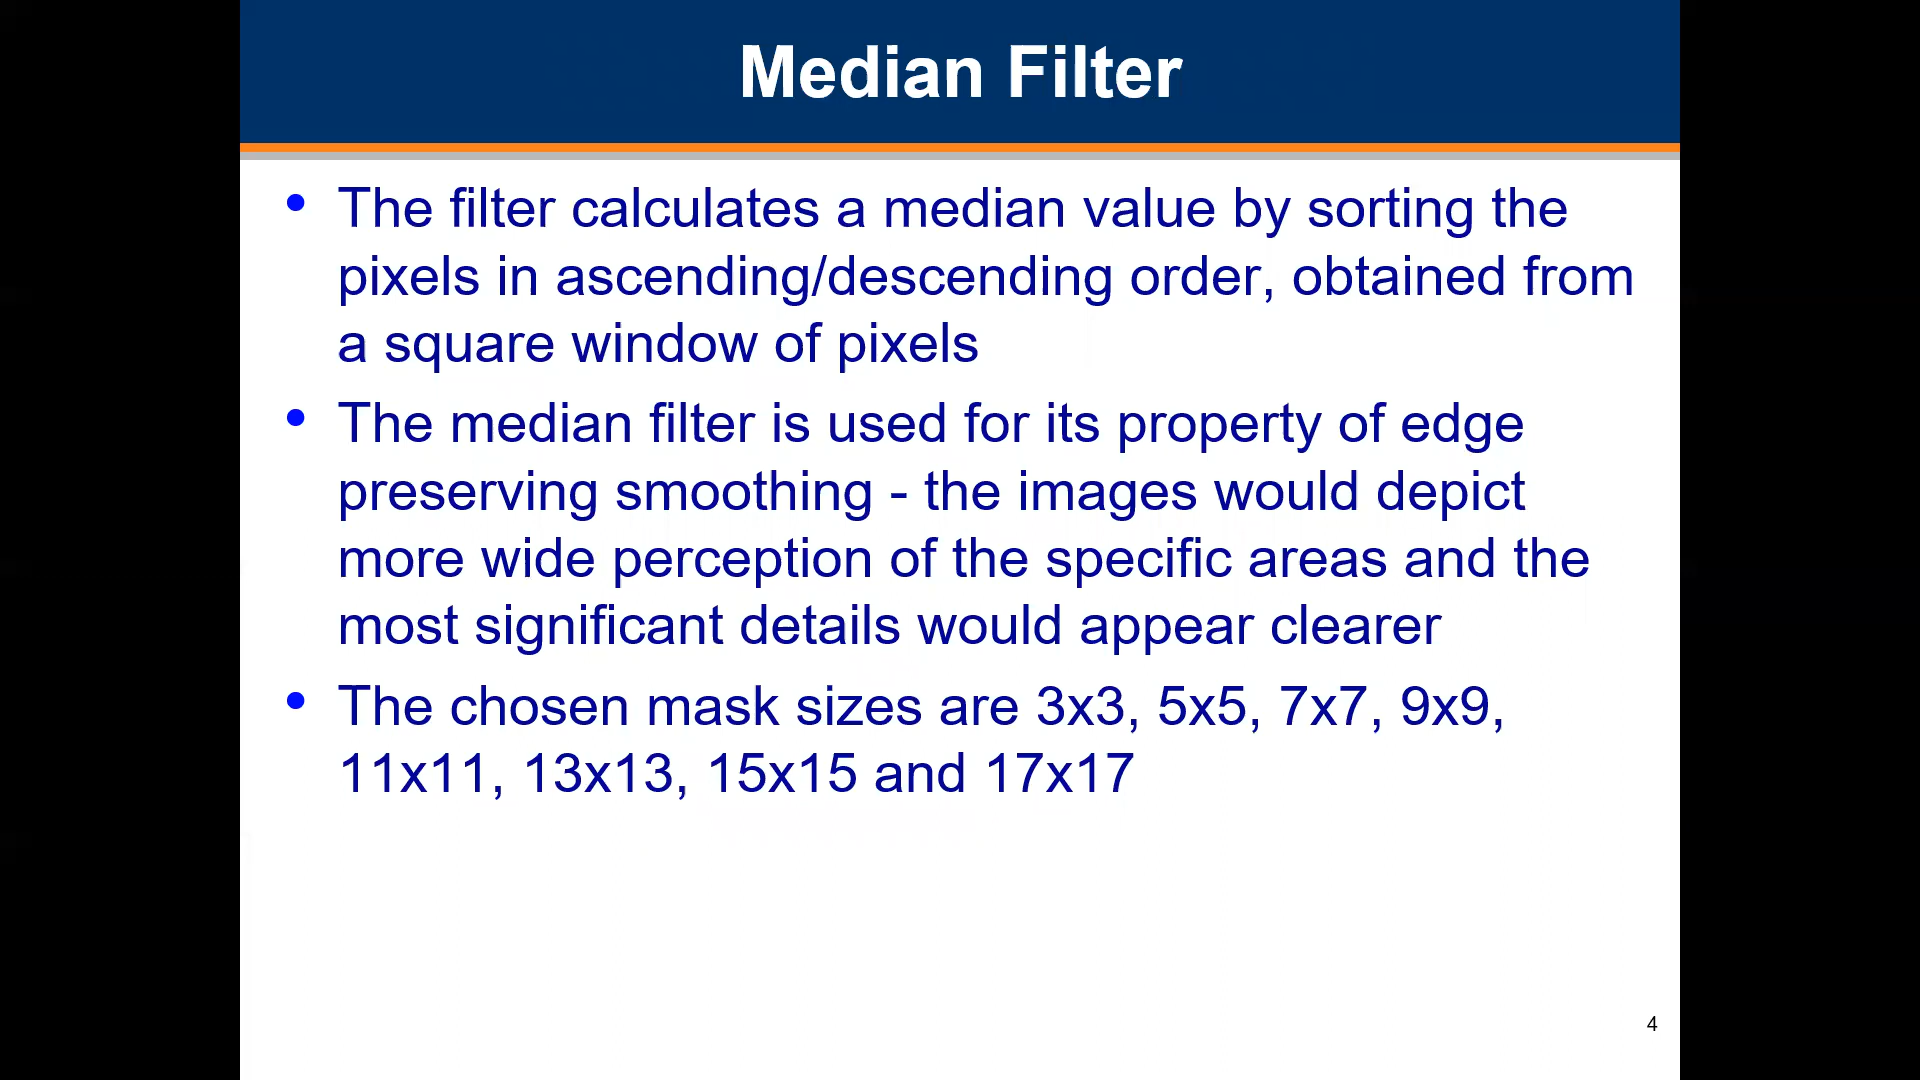 Median Filter
• The filter calculates a median value by sorting the
pixels in ascending/descending order, obtained from
a square window of pixels
• The median filter is used for its property of edge
preserving smoothing - the images would depict
more wide perception of the specific areas and the
most significant details would appear clearer
• The chosen mask sizes are 3x3, 5x5, 7x7, 9x9,
11x11, 13x13, 15x15 and 17x17
4